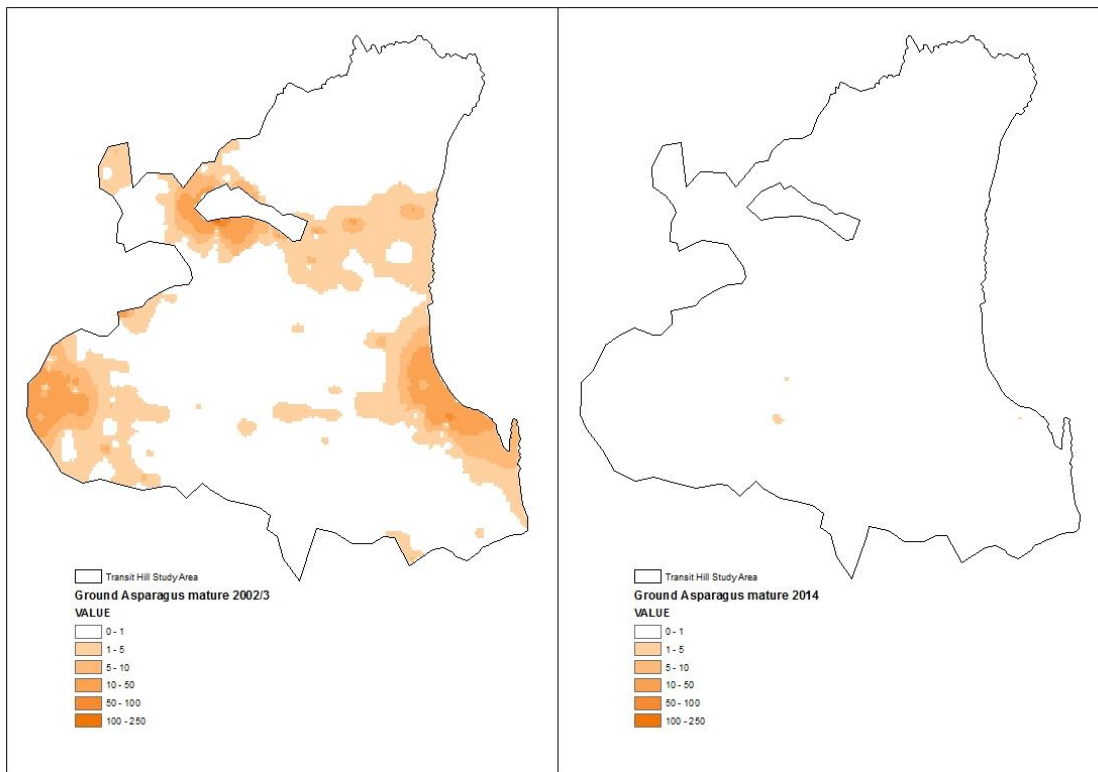 Transit Hill Study Area
Ground Asparagus mature 2002/3
VALUE
0 - 1
1 - 5
5 - 10
10 - 50
50 - 100
100 - 250
Transit Hill Study Area
Ground Asparagus mature 2014
VALUE
0 - 1
1 - 5
5 - 10
10 - 50
50 - 100
100 - 250